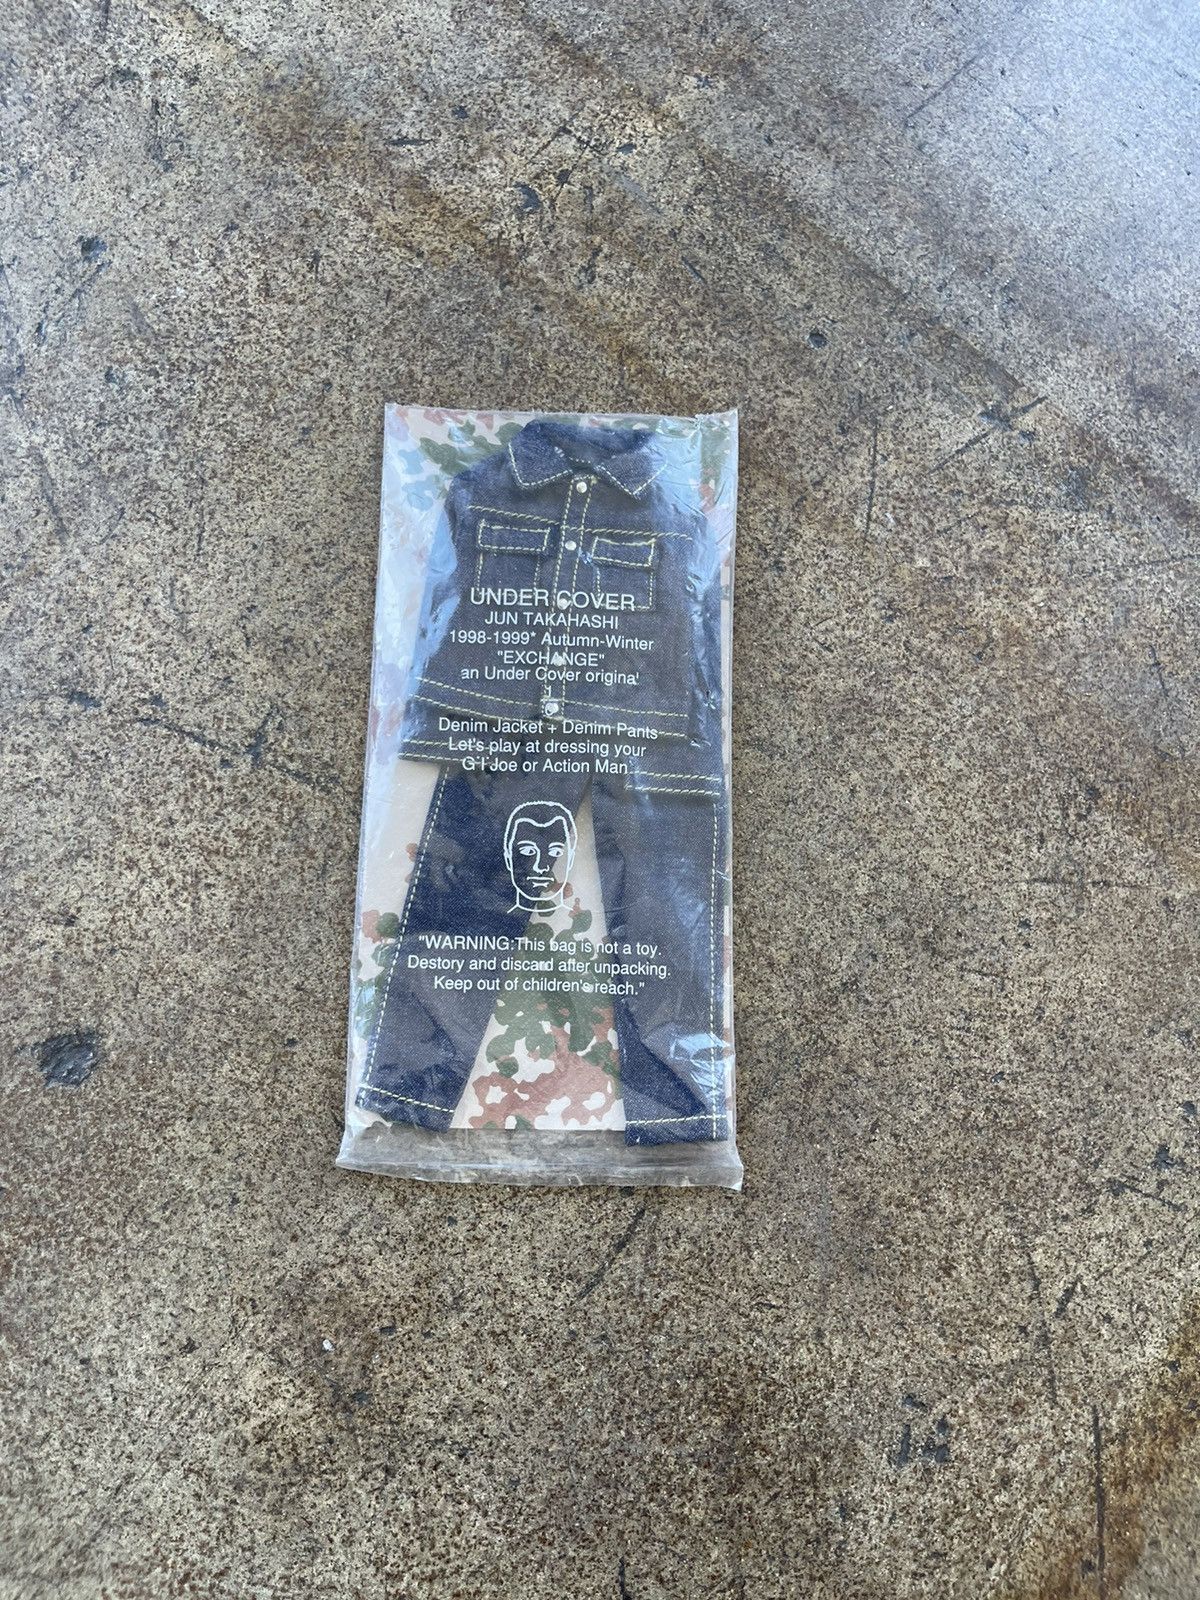 UNDER COVER
JUN TAKAHASHI
1998-1999* Autumn-Winter
"EXCHANGE"
an Under Cover original
Denim Jacket + Denim Pants
Let's play at dressing your
G I Joe or Action Man
"WARNING:This bag is not a toy.
Destory and discard after unpacking.
Keep out of children's reach."